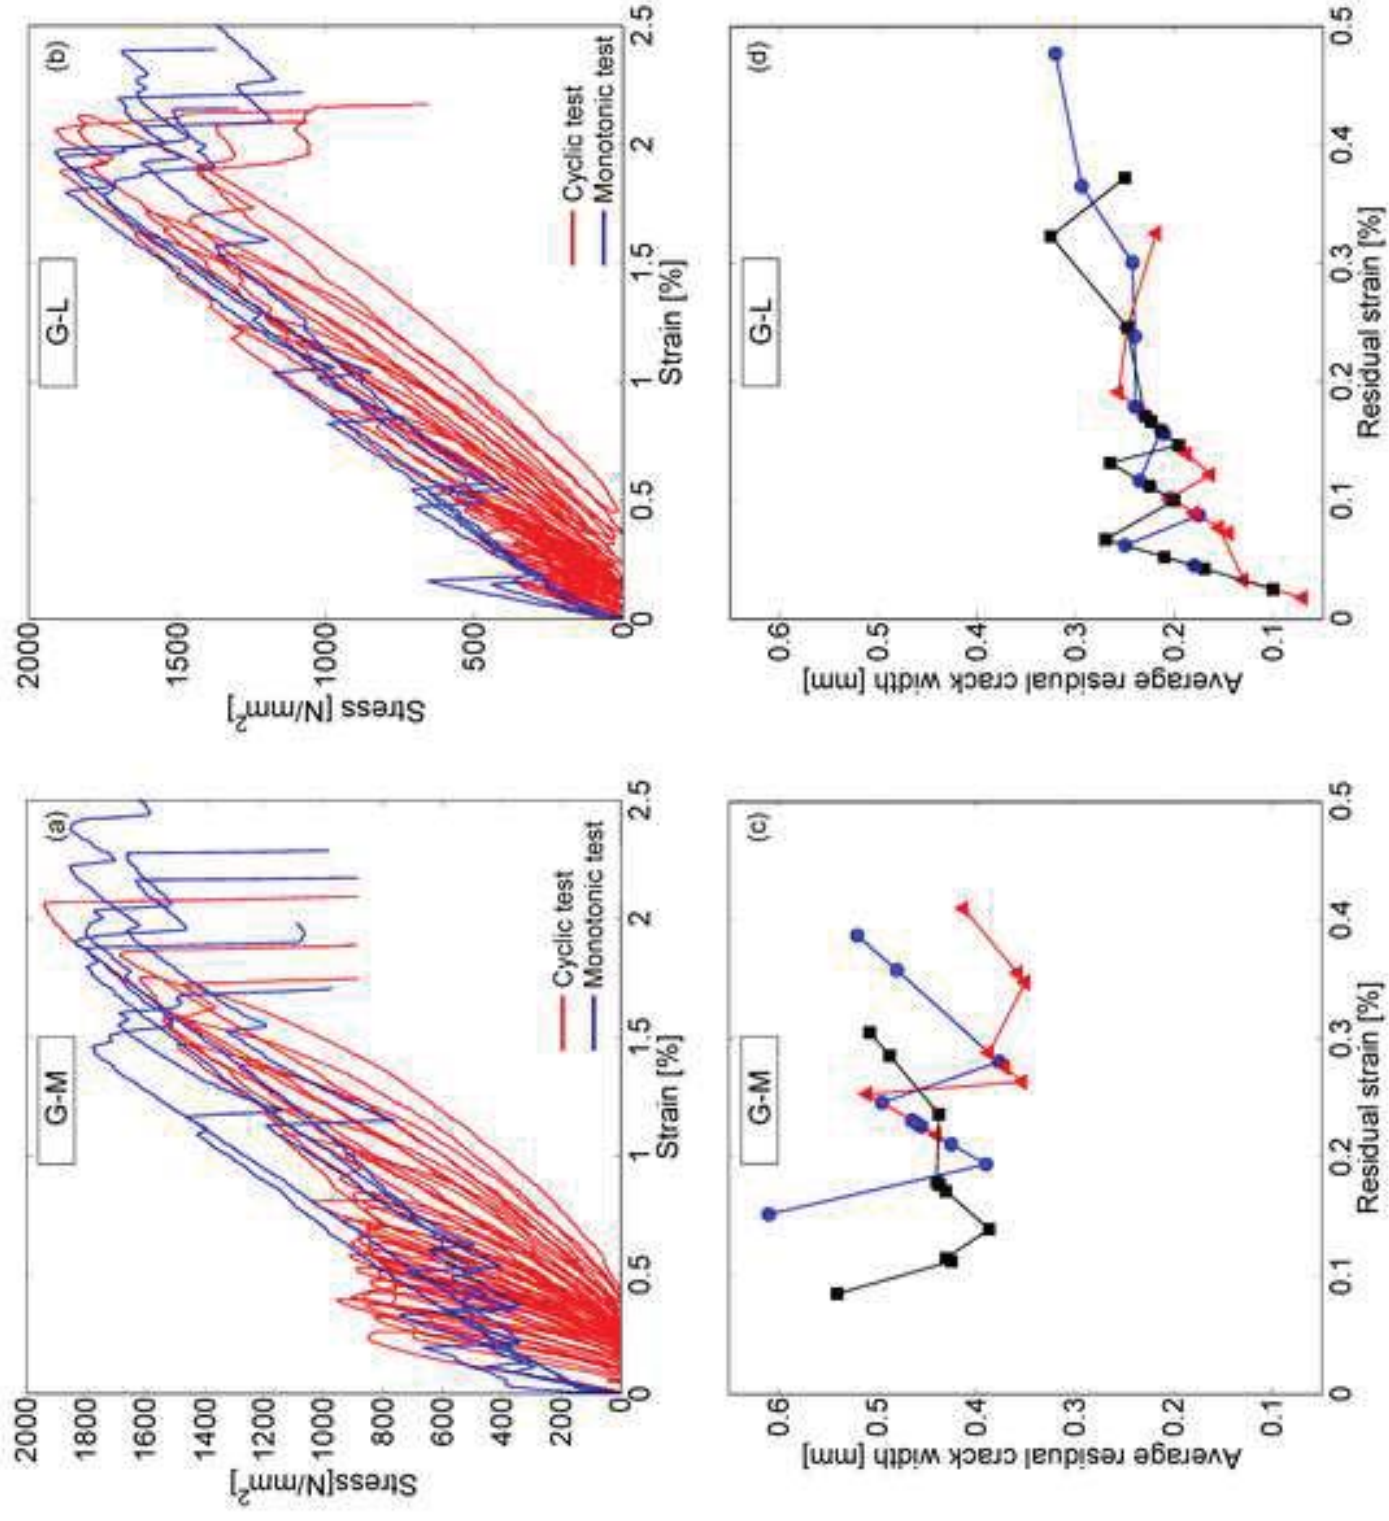 (a)
G-M
2000
1800
1600
1400
1200
1000
800
600
400
200
0
Stress[N/mm²]
0 0.5 1 1.5 2 2.5
Strain [%]
Cyclic test
Monotonic test
(b)
G-L
2000
1500
1000
500
0
Stress [N/mm²]
0 0.5 1 1.5 2 2.5
Strain [%]
Cyclic test
Monotonic test
(c)
G-M
0.6
0.5
0.4
0.3
0.2
0.1
Average residual crack width [mm]
0 0.1 0.2 0.3 0.4 0.5
Residual strain [%]
(d)
G-L
0.6
0.5
0.4
0.3
0.2
0.1
Average residual crack width [mm]
0 0.1 0.2 0.3 0.4 0.5
Residual strain [%]